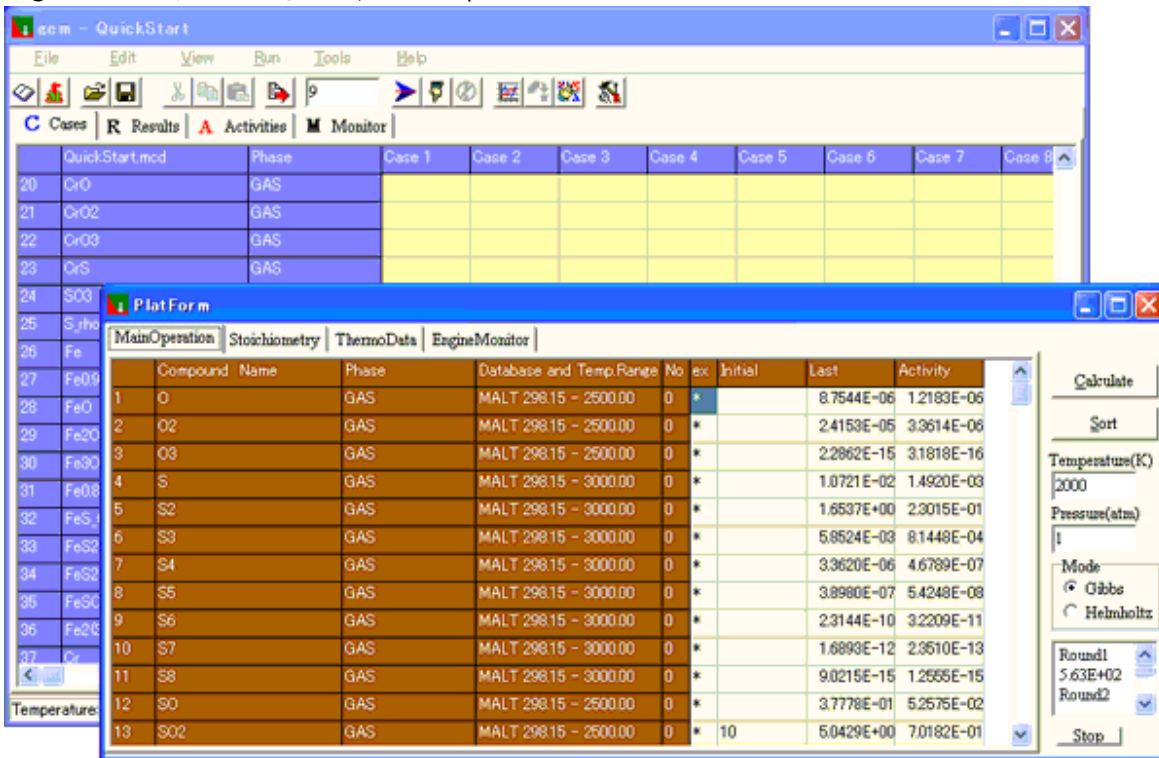 gem - QuickStart
File Edit View Run Tools Help
9
C Cases R Results A Activities M Monitor
QuickStart.mcd Phase Case 1 Case 2 Case 3 Case 4 Case 5 Case 6 Case 7 Case 8
20 CrO GAS
21 CrO2 GAS
22 CrO3 GAS
23 CrS GAS
24 SO3
25 S_rho
26 Fe
27 Fe0.9
28 FeO
29 Fe2O
30 Fe3O
31 Fe0.8
32 FeS_
33 FeS2
34 FeS2
35 FeSO
36 Fe2(S
37 Cr
Temperature:
PlatForm
MainOperation Stoichiometry ThermoData EngineMonitor
Compound Name Phase Database and Temp.Range No ex Initial Last Activity
1 O GAS MALT 298.15 - 2500.00 0 * 8.7544E-06 1.2183E-06
2 O2 GAS MALT 298.15 - 2500.00 0 * 2.4153E-05 3.3614E-06
3 O3 GAS MALT 298.15 - 2500.00 0 * 2.2862E-15 3.1818E-16
4 S GAS MALT 298.15 - 3000.00 0 * 1.0721E-02 1.4920E-03
5 S2 GAS MALT 298.15 - 3000.00 0 * 1.6537E+00 2.3015E-01
6 S3 GAS MALT 298.15 - 3000.00 0 * 5.8524E-03 8.1448E-04
7 S4 GAS MALT 298.15 - 3000.00 0 * 3.3620E-06 4.6789E-07
8 S5 GAS MALT 298.15 - 3000.00 0 * 3.8980E-07 5.4248E-08
9 S6 GAS MALT 298.15 - 3000.00 0 * 2.3144E-10 3.2209E-11
10 S7 GAS MALT 298.15 - 3000.00 0 * 1.6893E-12 2.3510E-13
11 S8 GAS MALT 298.15 - 3000.00 0 * 9.0215E-15 1.2555E-15
12 SO GAS MALT 298.15 - 2500.00 0 * 3.7778E-01 5.2575E-02
13 SO2 GAS MALT 298.15 - 2500.00 0 * 10 5.0429E+00 7.0182E-01
Calculate
Sort
Temperature(K)
2000
Pressure(atm)
1
Mode
Gibbs
Helmholtz
Round1
5.63E+02
Round2
Stop